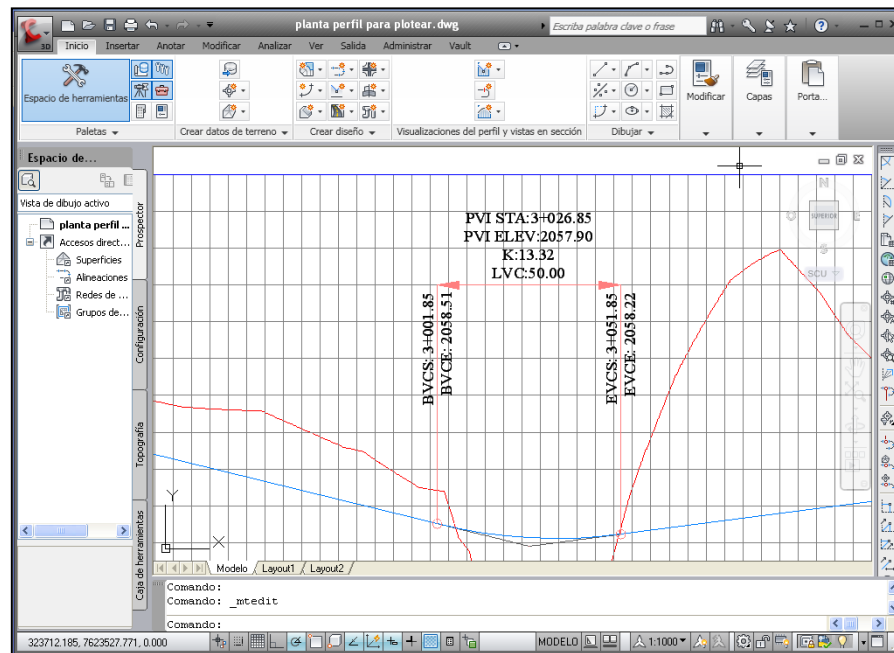 planta perfil para plotear.dwg
Escriba palabra clave o frase
3D
Inicio Insertar Anotar Modificar Analizar Ver Salida Administrar Vault
Espacio de herramientas
Modificar
Capas
Porta...
Paletas
Crear datos de terreno
Crear diseño
Visualizaciones del perfil y vistas en sección
Dibujar
Espacio de...
Vista de dibujo activo
planta perfil ...
Accesos direct...
Superficies
Alineaciones
Redes de ...
Grupos de...
Prospector
Configuración
Topografía
Caja de herramientas
PVI STA:3+026.85
PVI ELEV:2057.90
K:13.32
LVC:50.00
BVCS: 3+001.85
BVCE: 2058.51
EVCS: 3+051.85
EVCE: 2058.22
N
SUPERIOR
E
S
SCU
Y
X
Modelo Layout1 Layout2
Comando:
Comando: _mtedit
Comando:
323712.185, 7623527.771, 0.000
MODELO
1:1000